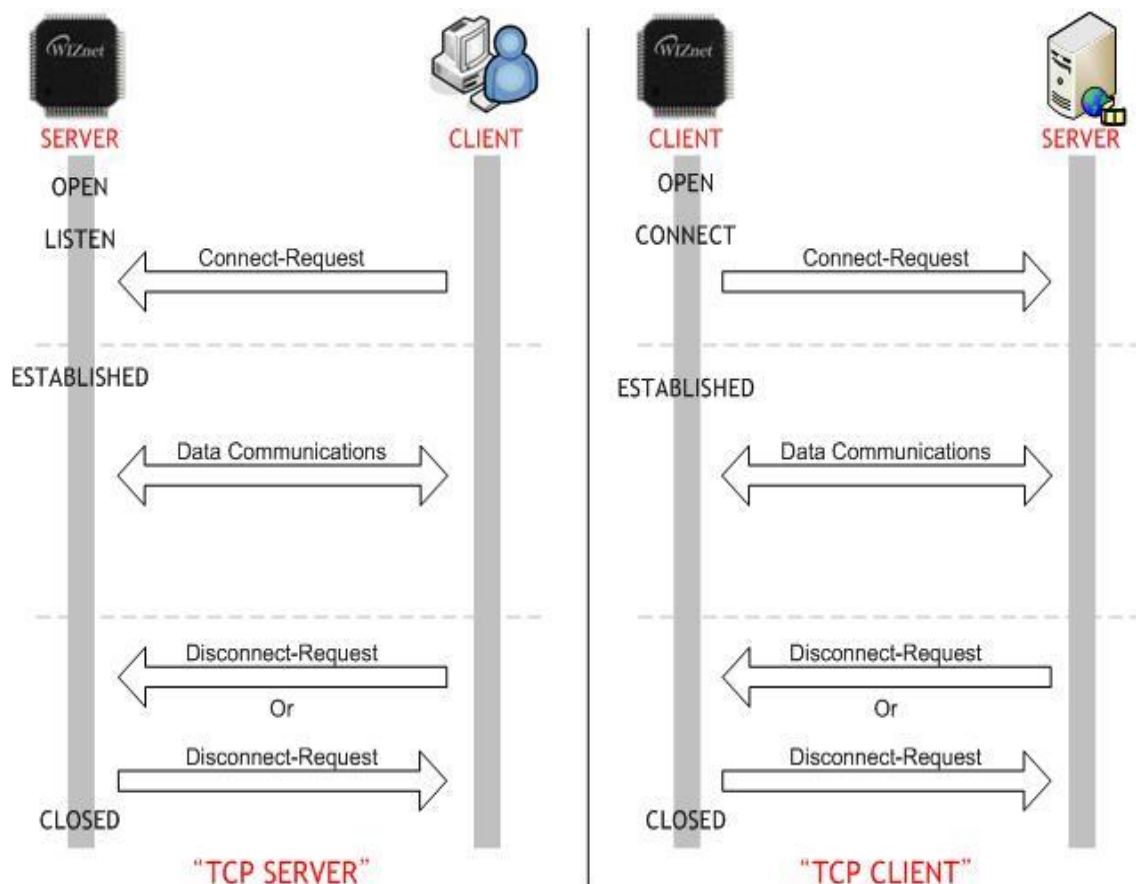 WIZnet
SERVER
CLIENT
OPEN
LISTEN
Connect-Request
ESTABLISHED
Data Communications
Disconnect-Request
Or
Disconnect-Request
CLOSED
"TCP SERVER"
WIZnet
CLIENT
SERVER
OPEN
CONNECT
Connect-Request
ESTABLISHED
Data Communications
Disconnect-Request
Or
Disconnect-Request
CLOSED
"TCP CLIENT"